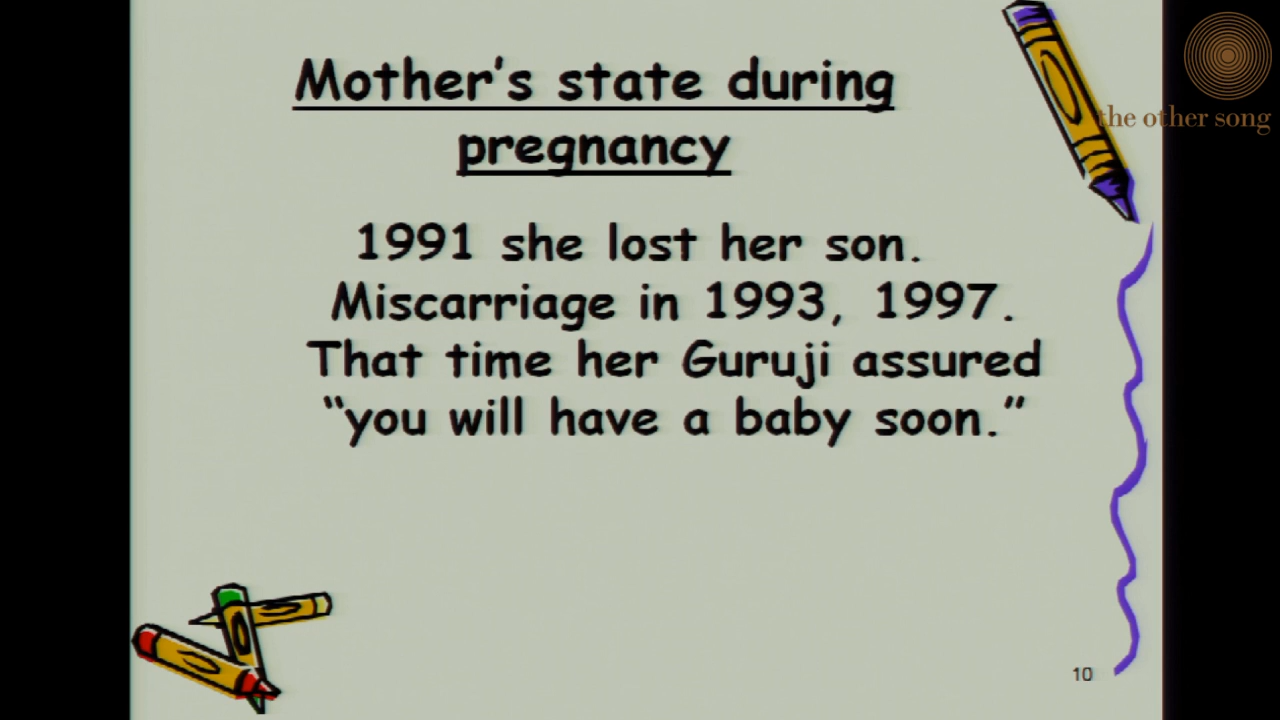 Mother's state during
pregnancy
the other song
1991 she lost her son.
Miscarriage in 1993, 1997.
That time her Guruji assured
“you will have a baby soon.”
10